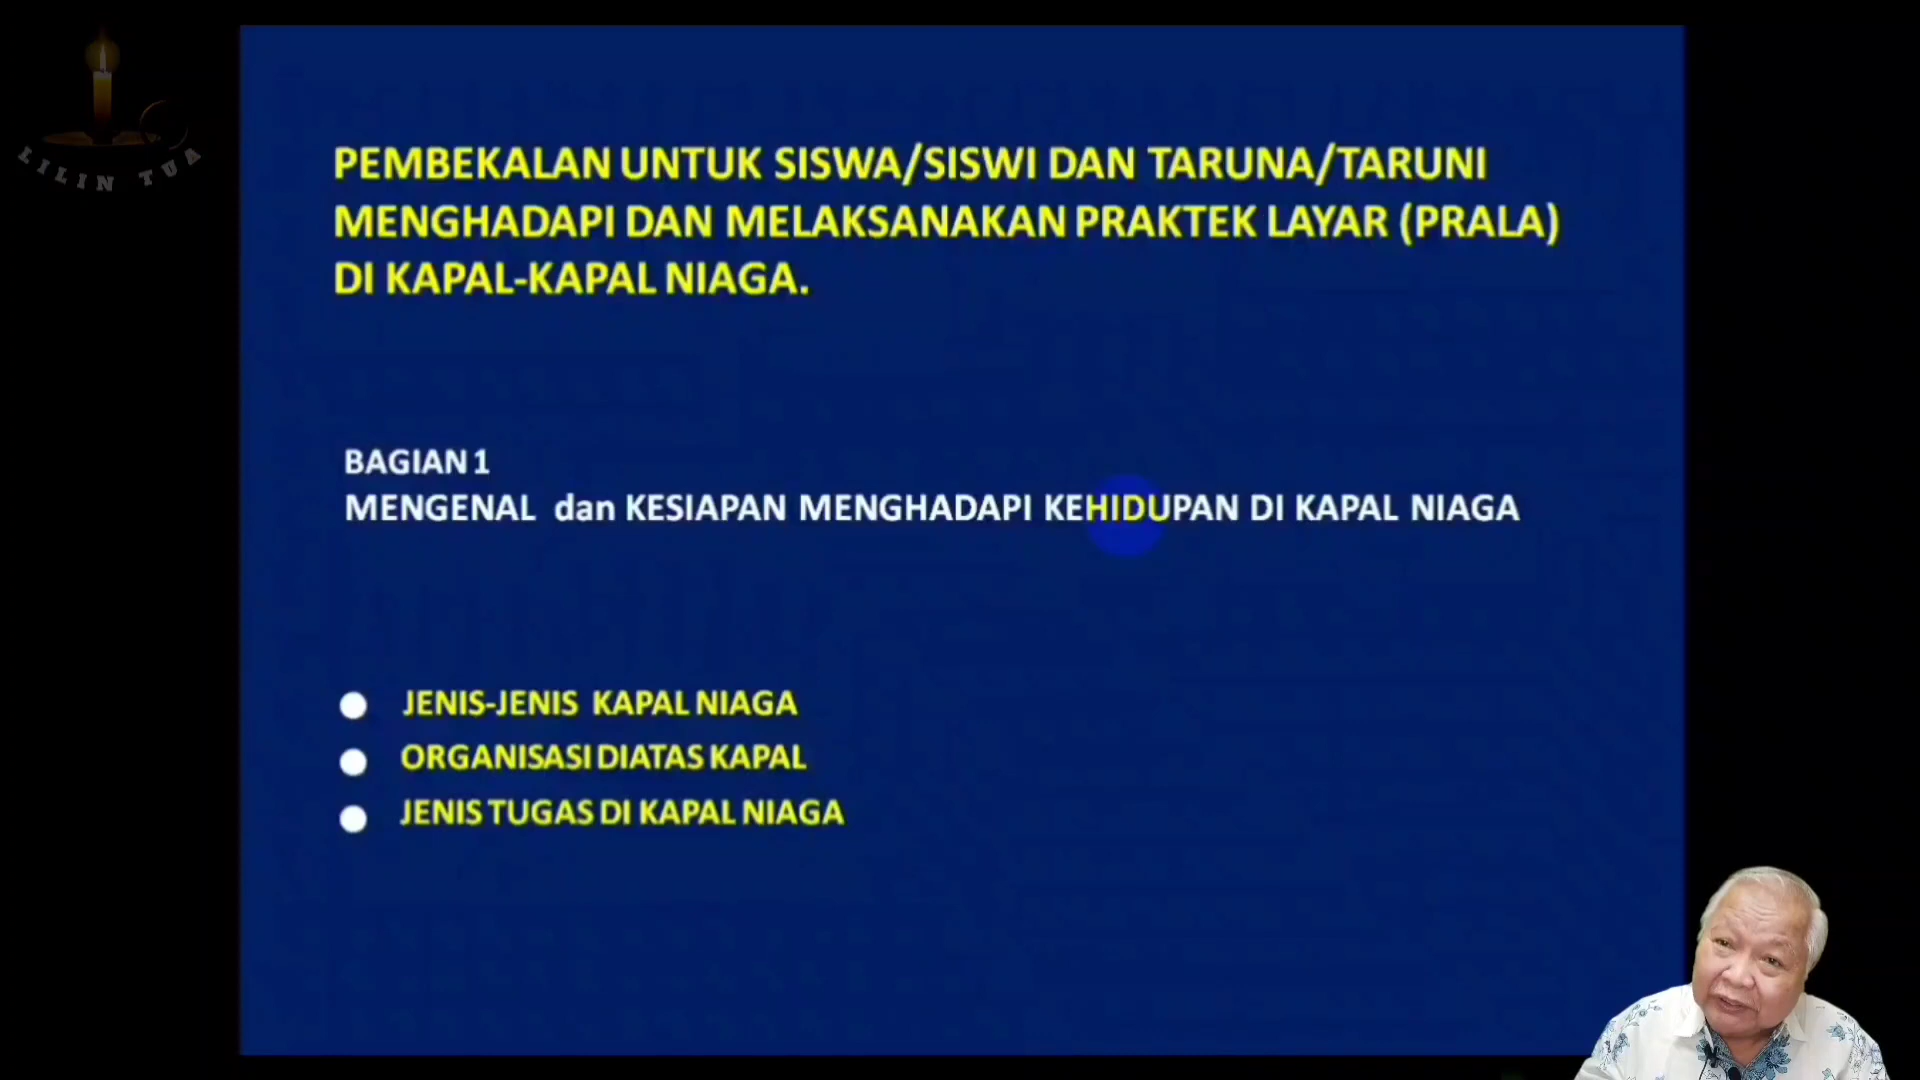 LILIN TUA
PEMBEKALAN UNTUK SISWA/SISWI DAN TARUNA/TARUNI
MENGHADAPI DAN MELAKSANAKAN PRAKTEK LAYAR (PRALA)
DI KAPAL-KAPAL NIAGA.
BAGIAN 1
MENGENAL dan KESIAPAN MENGHADAPI KEHIDUPAN DI KAPAL NIAGA
JENIS-JENIS KAPAL NIAGA
ORGANISASI DIATAS KAPAL
JENIS TUGAS DI KAPAL NIAGA